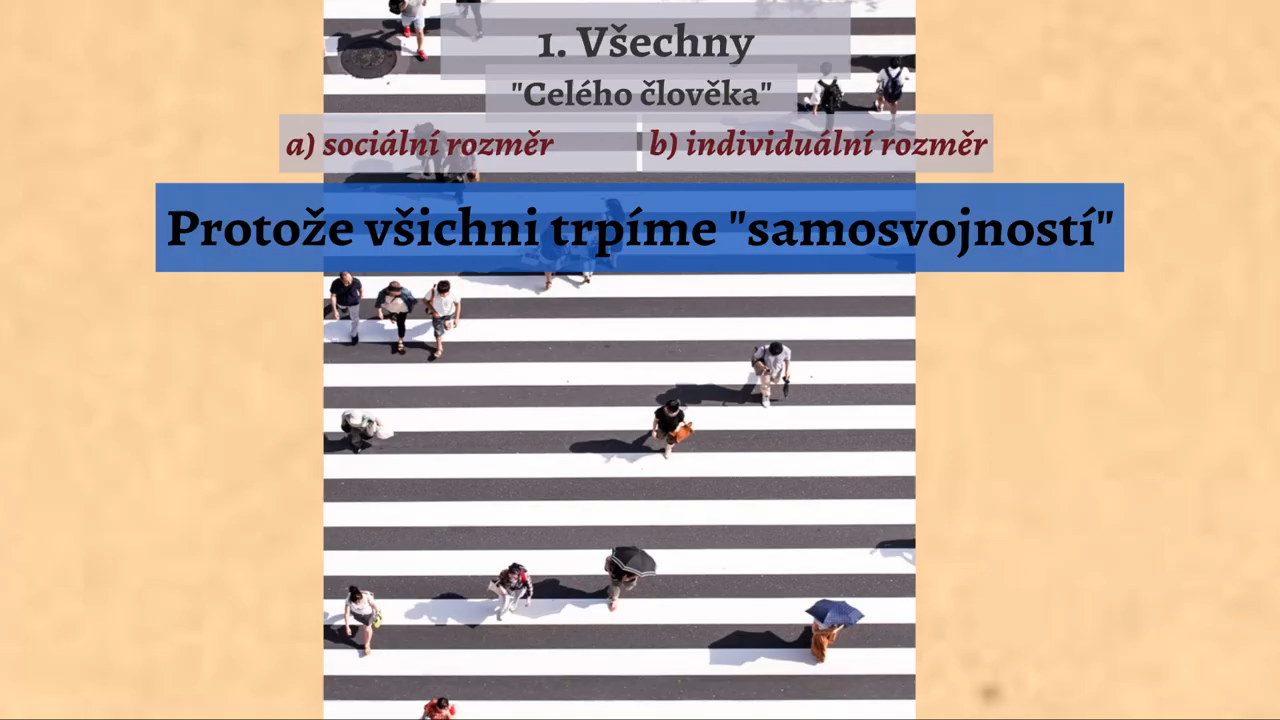 1. Všechny
"Celého člověka"
a) sociální rozměr b) individuální rozměr
Protože všichni trpíme "samosvojností"